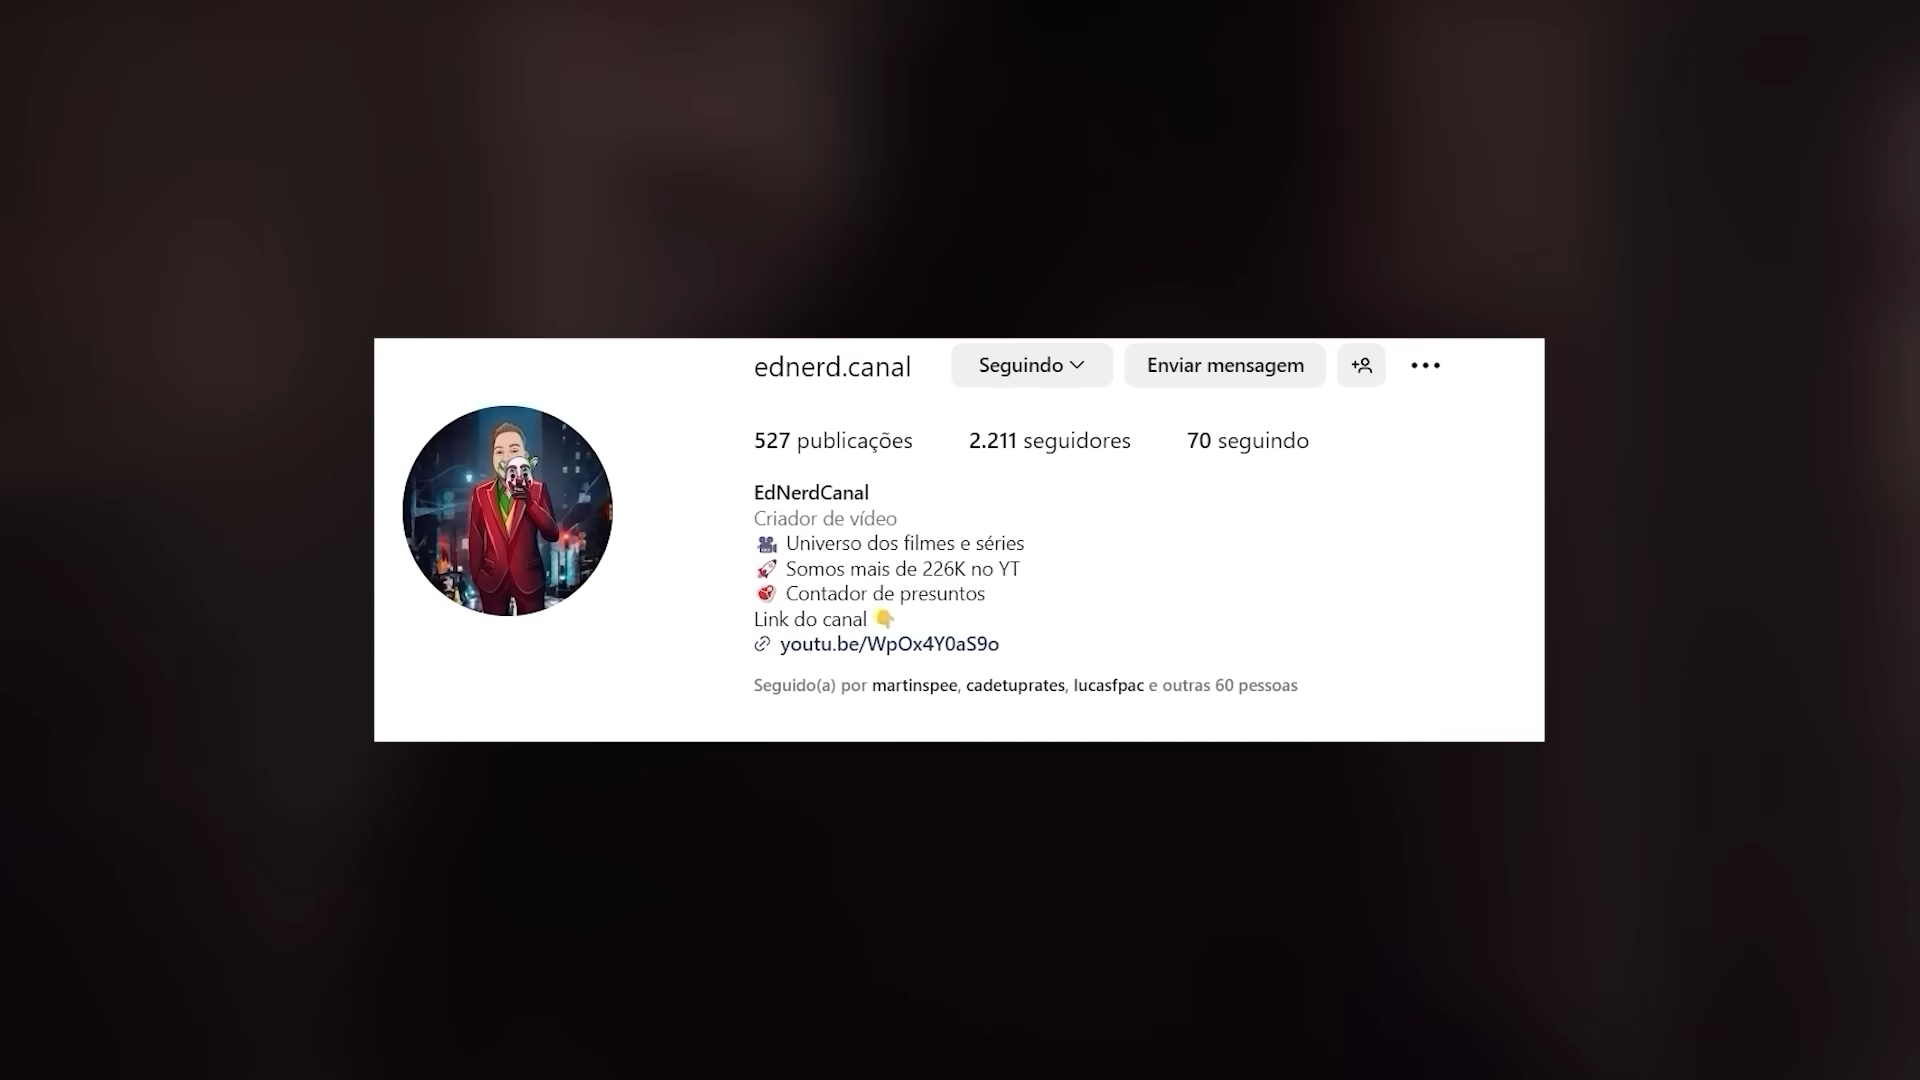 ednerd.canal Seguindo Enviar mensagem
527 publicações 2.211 seguidores 70 seguindo
EdNerdCanal
Criador de vídeo
🎥 Universo dos filmes e séries
🚀 Somos mais de 226K no YT
🥩 Contador de presuntos
Link do canal 👇
youtu.be/WpOx4Y0aS9o
Seguido(a) por martinspee, cadetuprates, lucasfpac e outras 60 pessoas